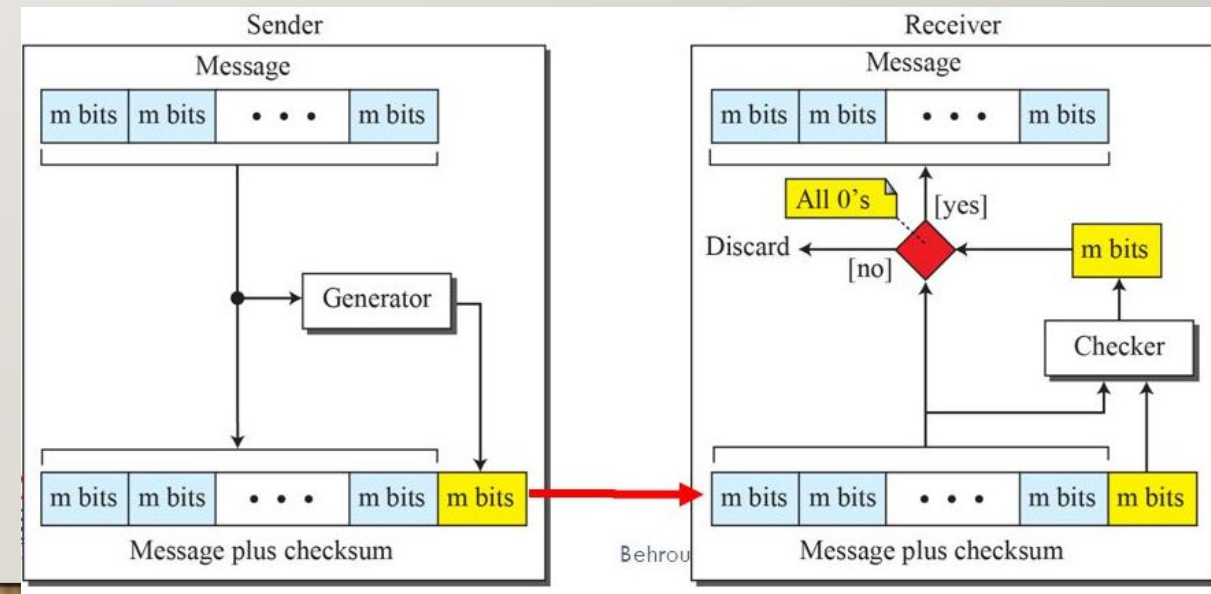 Sender
Message
m bits m bits • • • m bits
Generator
m bits m bits • • • m bits m bits
Message plus checksum
Receiver
Message
m bits m bits • • • m bits
All 0's
[yes]
Discard
[no]
m bits
Checker
m bits m bits • • • m bits m bits
Message plus checksum
Behrou